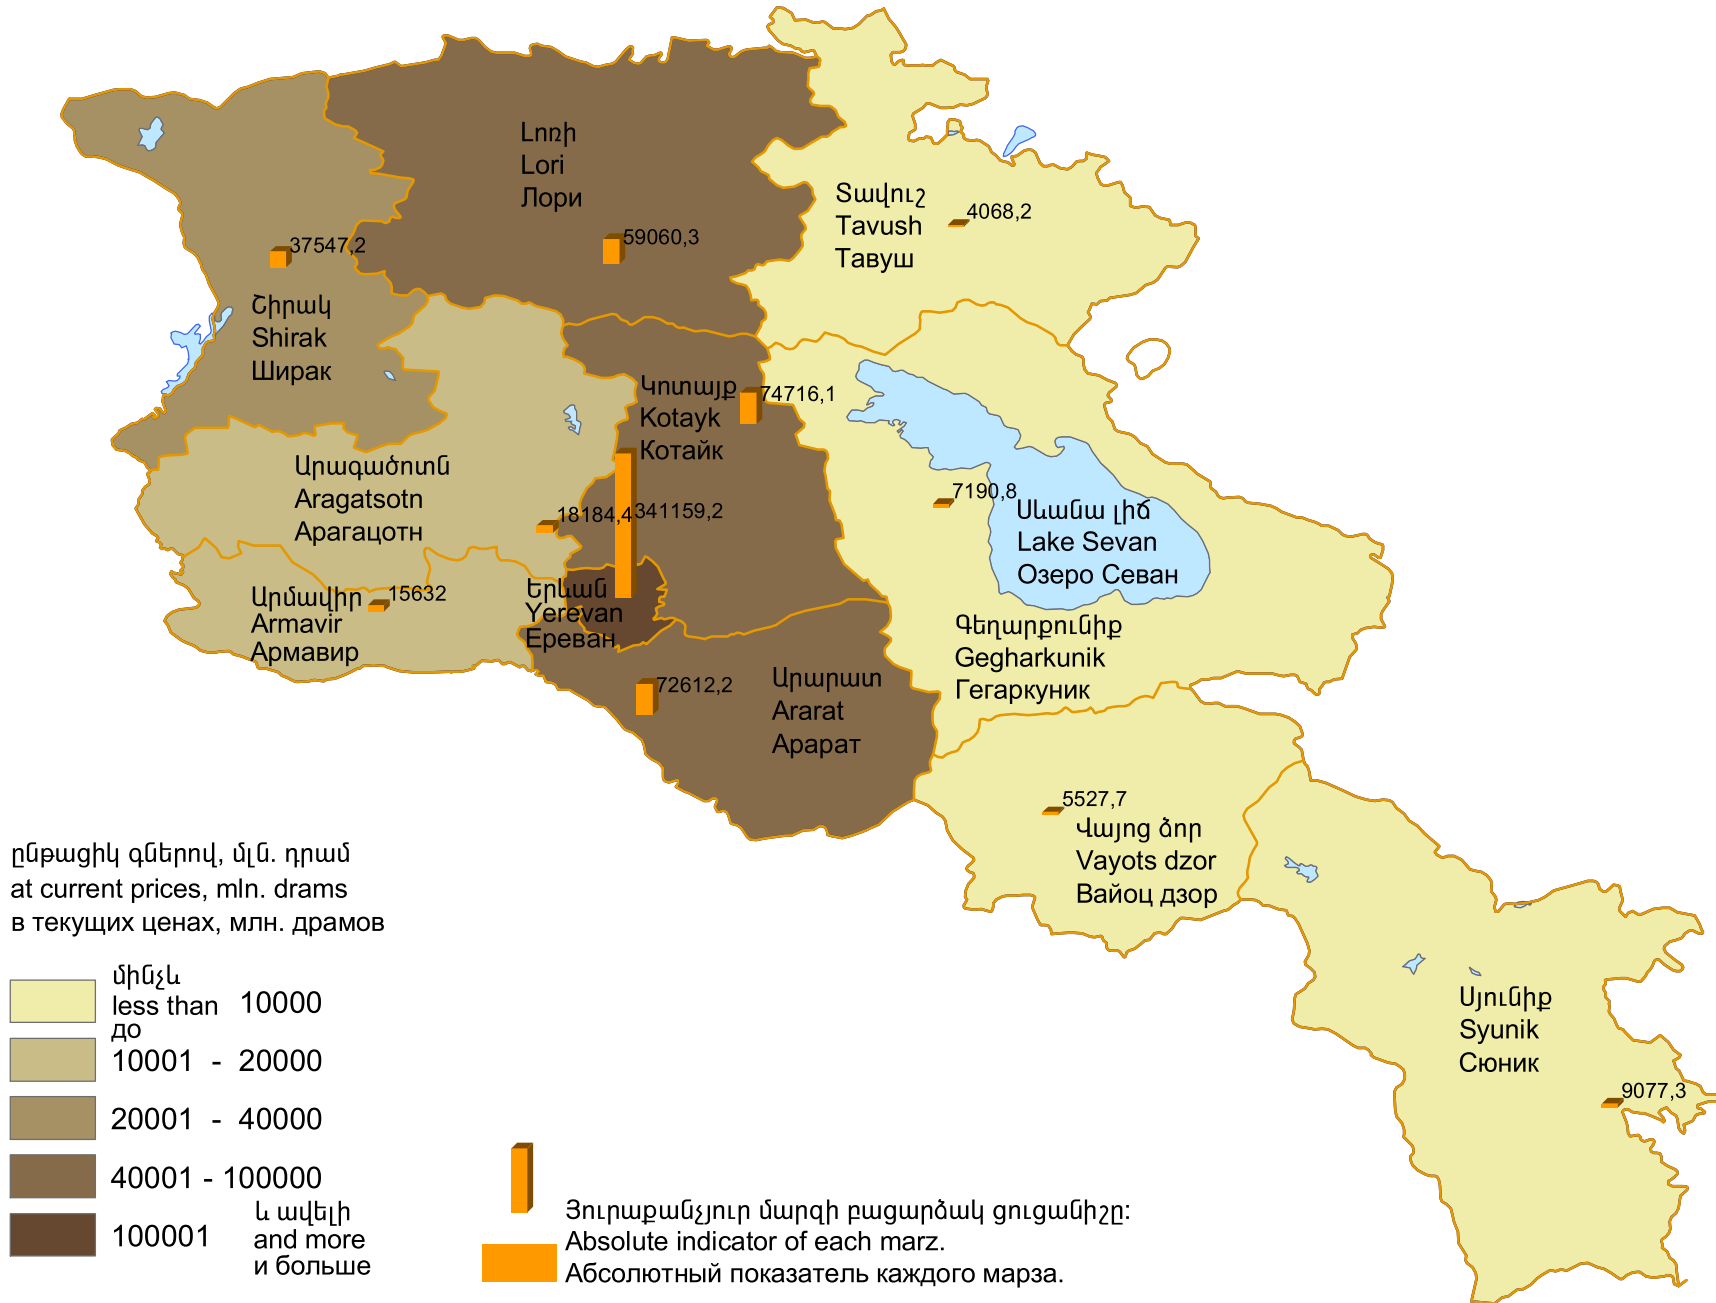 Լոռի
Lori
Лори
59060,3
Տավուշ
Tavush
Тавуш
4068,2
37547,2
Շիրակ
Shirak
Ширак
Կոտայք
Kotayk
Котайк
74716,1
Արագածոտն
Aragatsotn
Арагацотн
18184,4
341159,2
7190,8
Սևանա լիճ
Lake Sevan
Озеро Севан
Արմավիր
Armavir
Армавир
15632
Երևան
Yerevan
Ереван
Գեղարքունիք
Gegharkunik
Гегаркуник
72612,2
Արարատ
Ararat
Арарат
5527,7
Վայոց ձոր
Vayots dzor
Вайоц дзор
Սյունիք
Syunik
Сюник
9077,3
ընթացիկ գներով, մլն. դրամ
at current prices, mln. drams
в текущих ценах, млн. драмов
մինչև
less than 10000
до
10001 - 20000
20001 - 40000
40001 - 100000
100001
և ավելի
and more
и больше
Յուրաքանչյուր մարզի բացարձակ ցուցանիշը:
Absolute indicator of each marz.
Абсолютный показатель каждого марза.